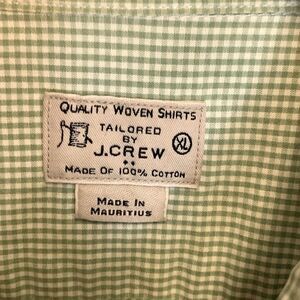 QUALITY WOVEN SHIRTS
TAILORED
BY
XL
J.CREW
MADE OF 100% COTTON
MADE IN
MAURITIUS